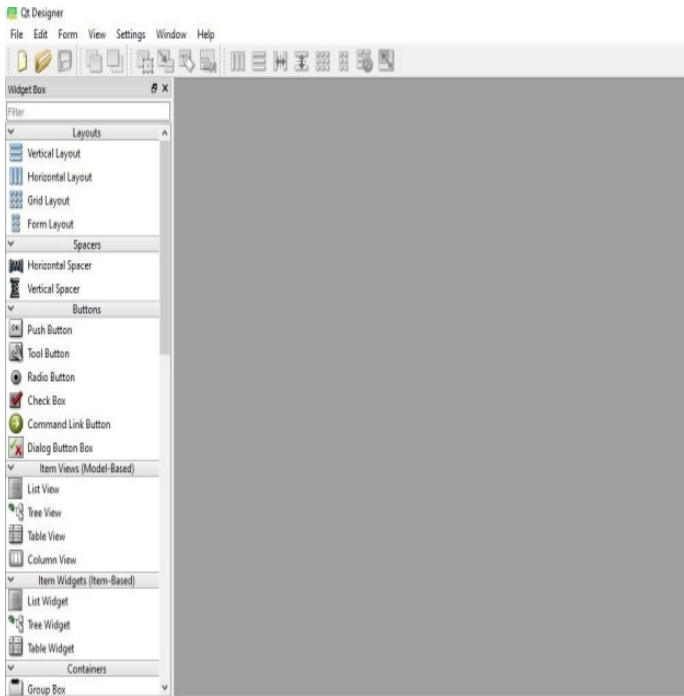 Qt Designer
File Edit Form View Settings Window Help
Widget Box
Filter
Layouts
Vertical Layout
Horizontal Layout
Grid Layout
Form Layout
Spacers
Horizontal Spacer
Vertical Spacer
Buttons
OK Push Button
Tool Button
Radio Button
Check Box
Command Link Button
Dialog Button Box
Item Views (Model-Based)
List View
Tree View
Table View
Column View
Item Widgets (Item-Based)
List Widget
Tree Widget
Table Widget
Containers
Group Box